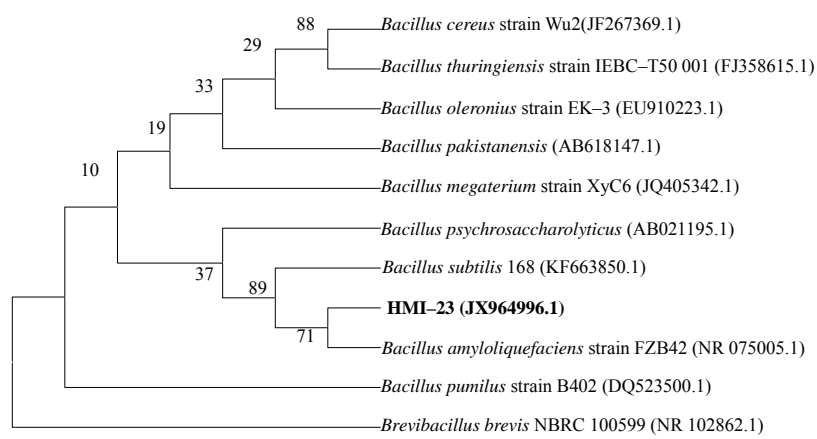 88
Bacillus cereus strain Wu2(JF267369.1)
29
Bacillus thuringiensis strain IEBC–T50 001 (FJ358615.1)
33
Bacillus oleronius strain EK–3 (EU910223.1)
19
Bacillus pakistanensis (AB618147.1)
10
Bacillus megaterium strain XyC6 (JQ405342.1)
Bacillus psychrosaccharolyticus (AB021195.1)
37
Bacillus subtilis 168 (KF663850.1)
89
HMI–23 (JX964996.1)
71
Bacillus amyloliquefaciens strain FZB42 (NR 075005.1)
Bacillus pumilus strain B402 (DQ523500.1)
Brevibacillus brevis NBRC 100599 (NR 102862.1)